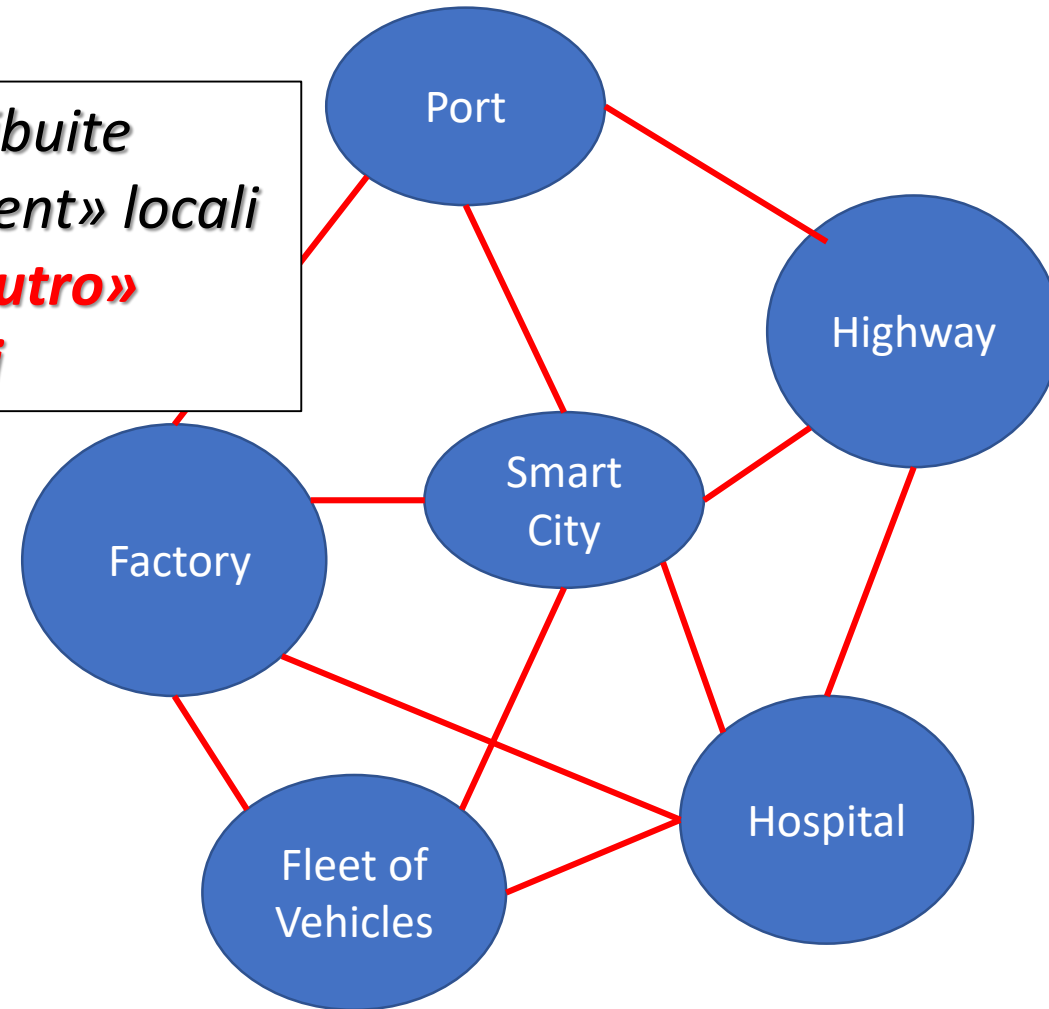 Port
buite
ent» locali
utro»
i
Highway
Smart
City
Factory
Hospital
Fleet of
Vehicles